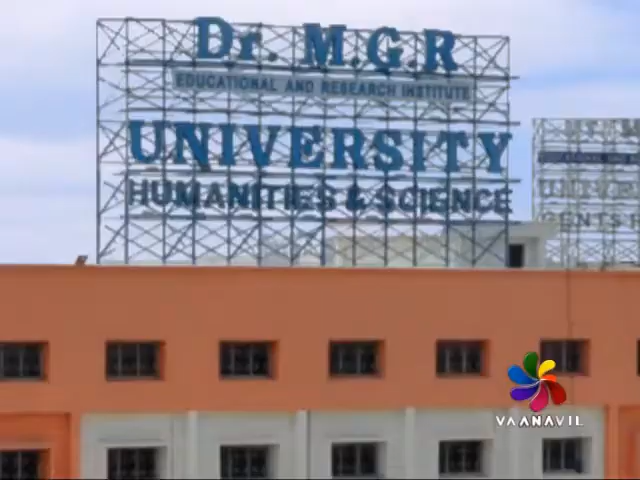 Dr. M.G.R
EDUCATIONAL AND RESEARCH INSTITUTE
UNIVERSITY
HUMANITIES & SCIENCE
VAANAVIL